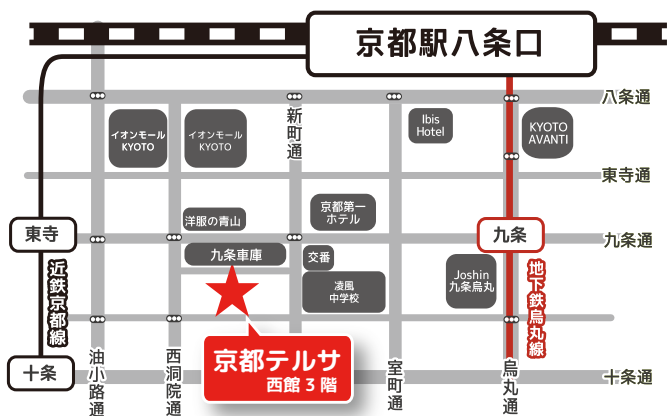 京都駅八条口
八条通
イオンモール
KYOTO
イオンモール
KYOTO
新町通
Ibis
Hotel
KYOTO
AVANTI
東寺通
京都第一
ホテル
洋服の青山
東寺
九条
九条通
九条車庫
交番
Joshin
九条烏丸
凌風
中学校
近鉄京都線
地下鉄烏丸線
京都テルサ
西館3階
十条
十条通
油小路通
西洞院通
室町通
烏丸通